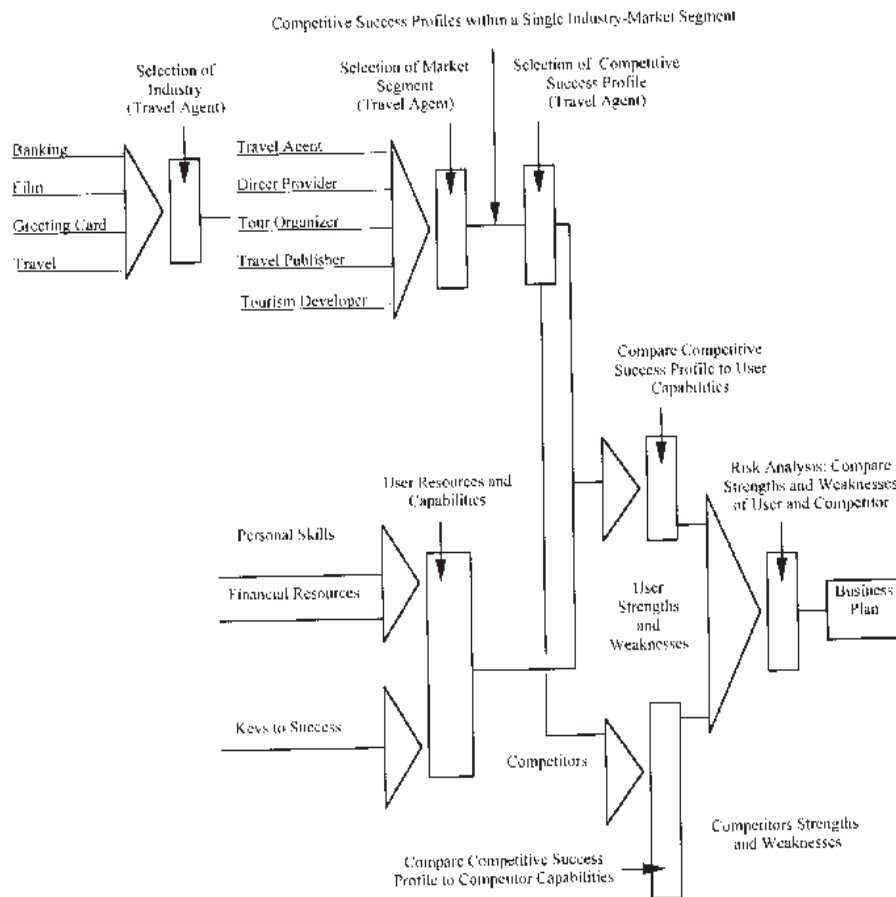 Competitive Success Profiles within a Single Industry-Market Segment
Selection of
Industry
(Travel Agent)
Selection of Market
Segment
(Travel Agent)
Selection of Competitive
Success Profile
(Travel Agent)
Banking
Film
Greeting Card
Travel
Travel Agent
Direct Provider
Tour Organizer
Travel Publisher
Tourism Developer
Compare Competitive
Success Profile to User
Capabilities
User Resources and
Capabilities
Risk Analysis: Compare
Strengths and Weaknesses
of User and Competitor
Personal Skills
Financial Resources
User
Strengths
and
Weaknesses
Business
Plan
Keys to Success
Competitors
Competitors Strengths
and Weaknesses
Compare Competitive Success
Profile to Competitor Capabilities